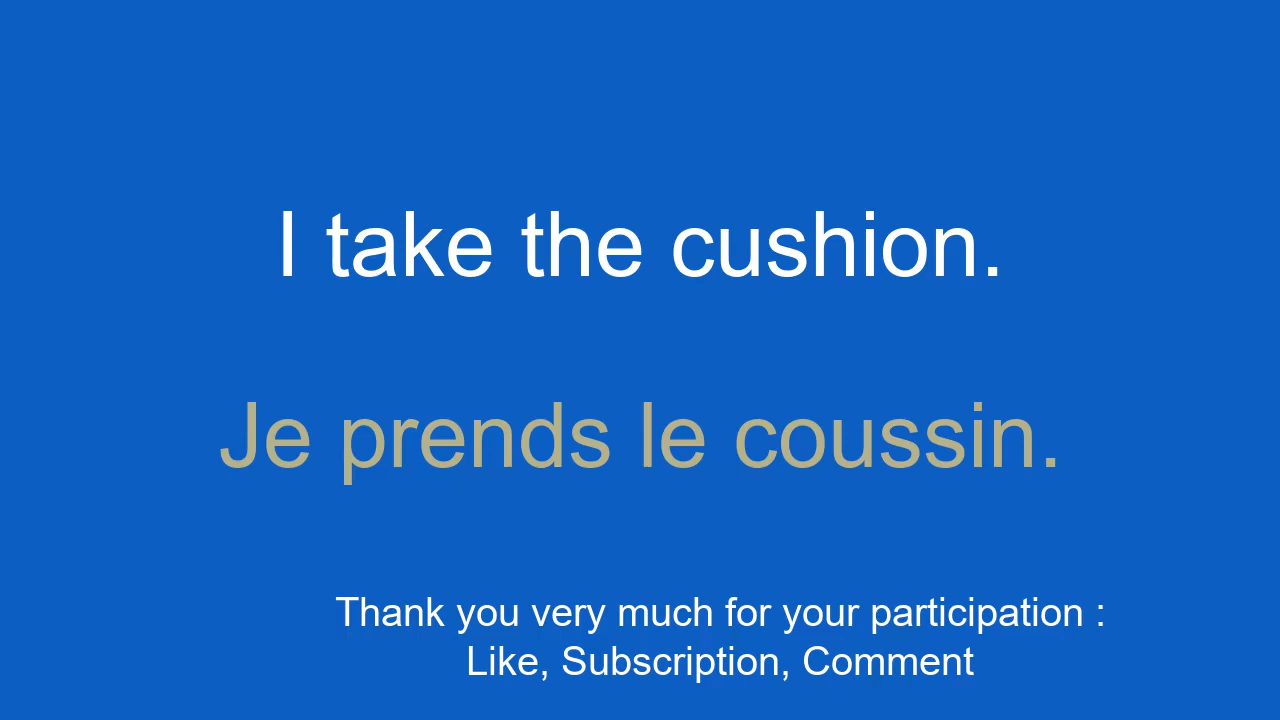 I take the cushion.
Je prends le coussin.
Thank you very much for your participation :
Like, Subscription, Comment